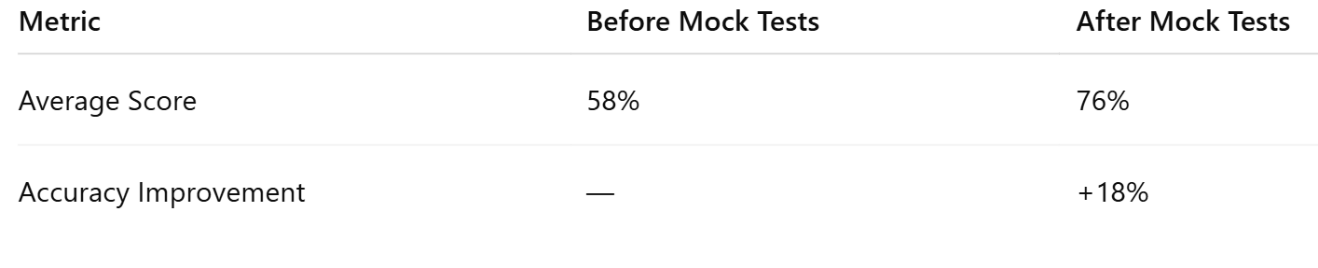 Metric Before Mock Tests After Mock Tests
Average Score 58% 76%
Accuracy Improvement — +18%